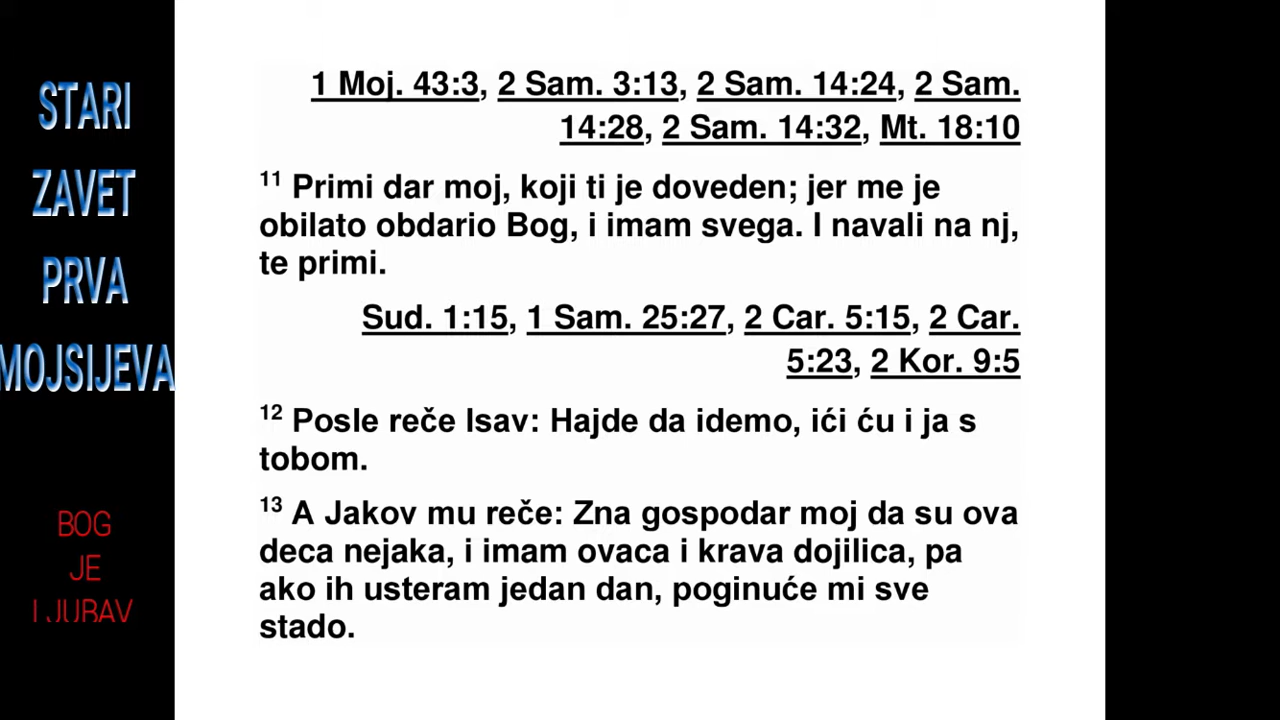 STARI
ZAVET
PRVA
MOJSIJEVA
BOG
JE
LJUBAV
1 Moj. 43:3, 2 Sam. 3:13, 2 Sam. 14:24, 2 Sam.
14:28, 2 Sam. 14:32, Mt. 18:10
11 Primi dar moj, koji ti je doveden; jer me je
obilato obdario Bog, i imam svega. I navali na nj,
te primi.
Sud. 1:15, 1 Sam. 25:27, 2 Car. 5:15, 2 Car.
5:23, 2 Kor. 9:5
12 Posle reče Isav: Hajde da idemo, ići ću i ja s
tobom.
13 A Jakov mu reče: Zna gospodar moj da su ova
deca nejaka, i imam ovaca i krava dojilica, pa
ako ih usteram jedan dan, poginuće mi sve
stado.